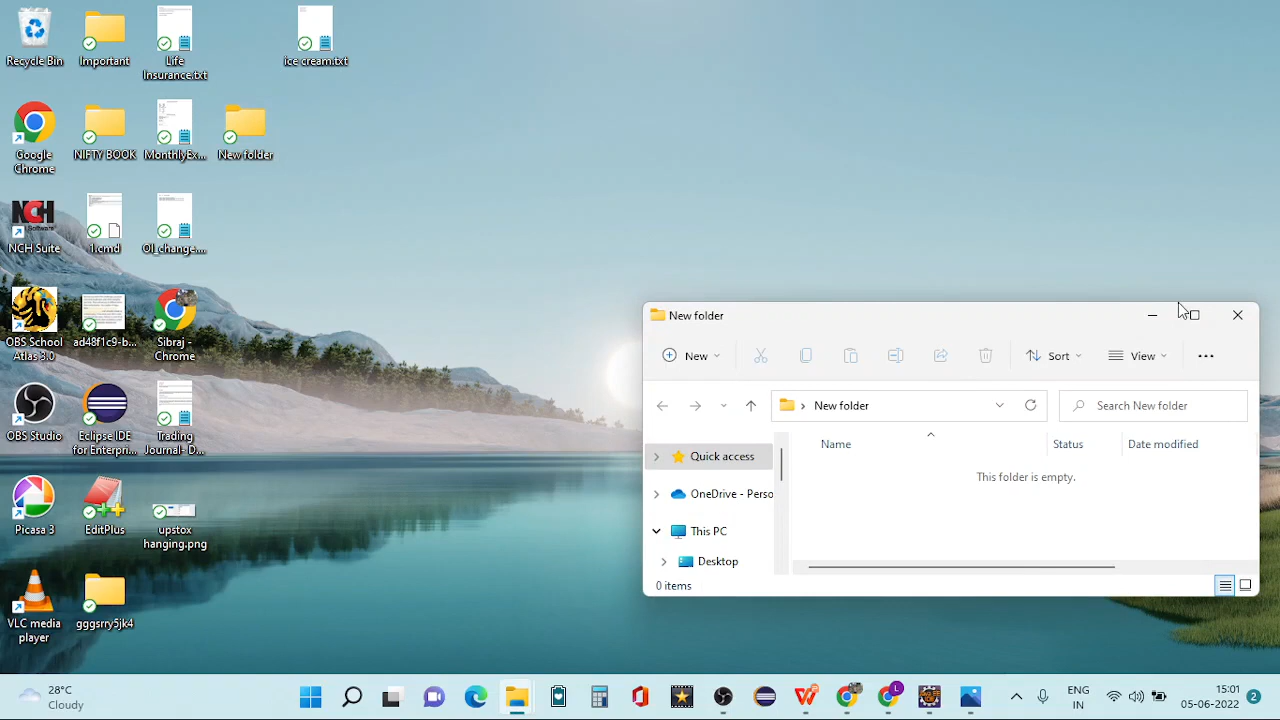 Recycle Bin
Important
Life
Insurance.txt
ice cream.txt
Google
Chrome
NIFTY BOOK
MonthlyEx...
New folder
NCH
Software
NCH Suite
1.cmd
OI_change....
OBS School
Atlas 3.0
ad48f1c9-b...
Sibraj -
Chrome
OBS Studio
Eclipse IDE
for Enterpri...
Trading
Journal- D...
Picasa 3
EditPlus
upstox
hanging.png
VLC media
player
gggsrry5jk4
New folder
New
Sort
View
New folder
Search New folder
Name
Status
Date modified
This folder is empty.
Quick access
OneDrive - Perso
This PC
Desktop
0 items
28°C
Cloudy
L
ENG
IN
15:01
2